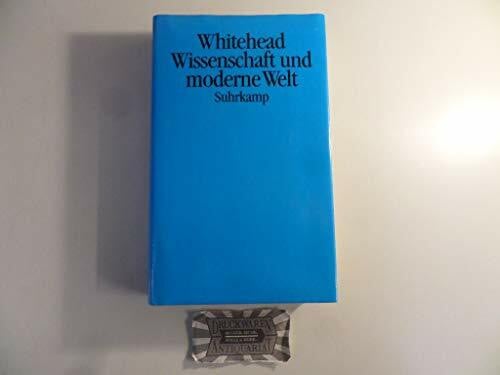 Whitehead
Wissenschaft und
moderne Welt
Suhrkamp
DRUCKWAREN
ANTIQUARIAT